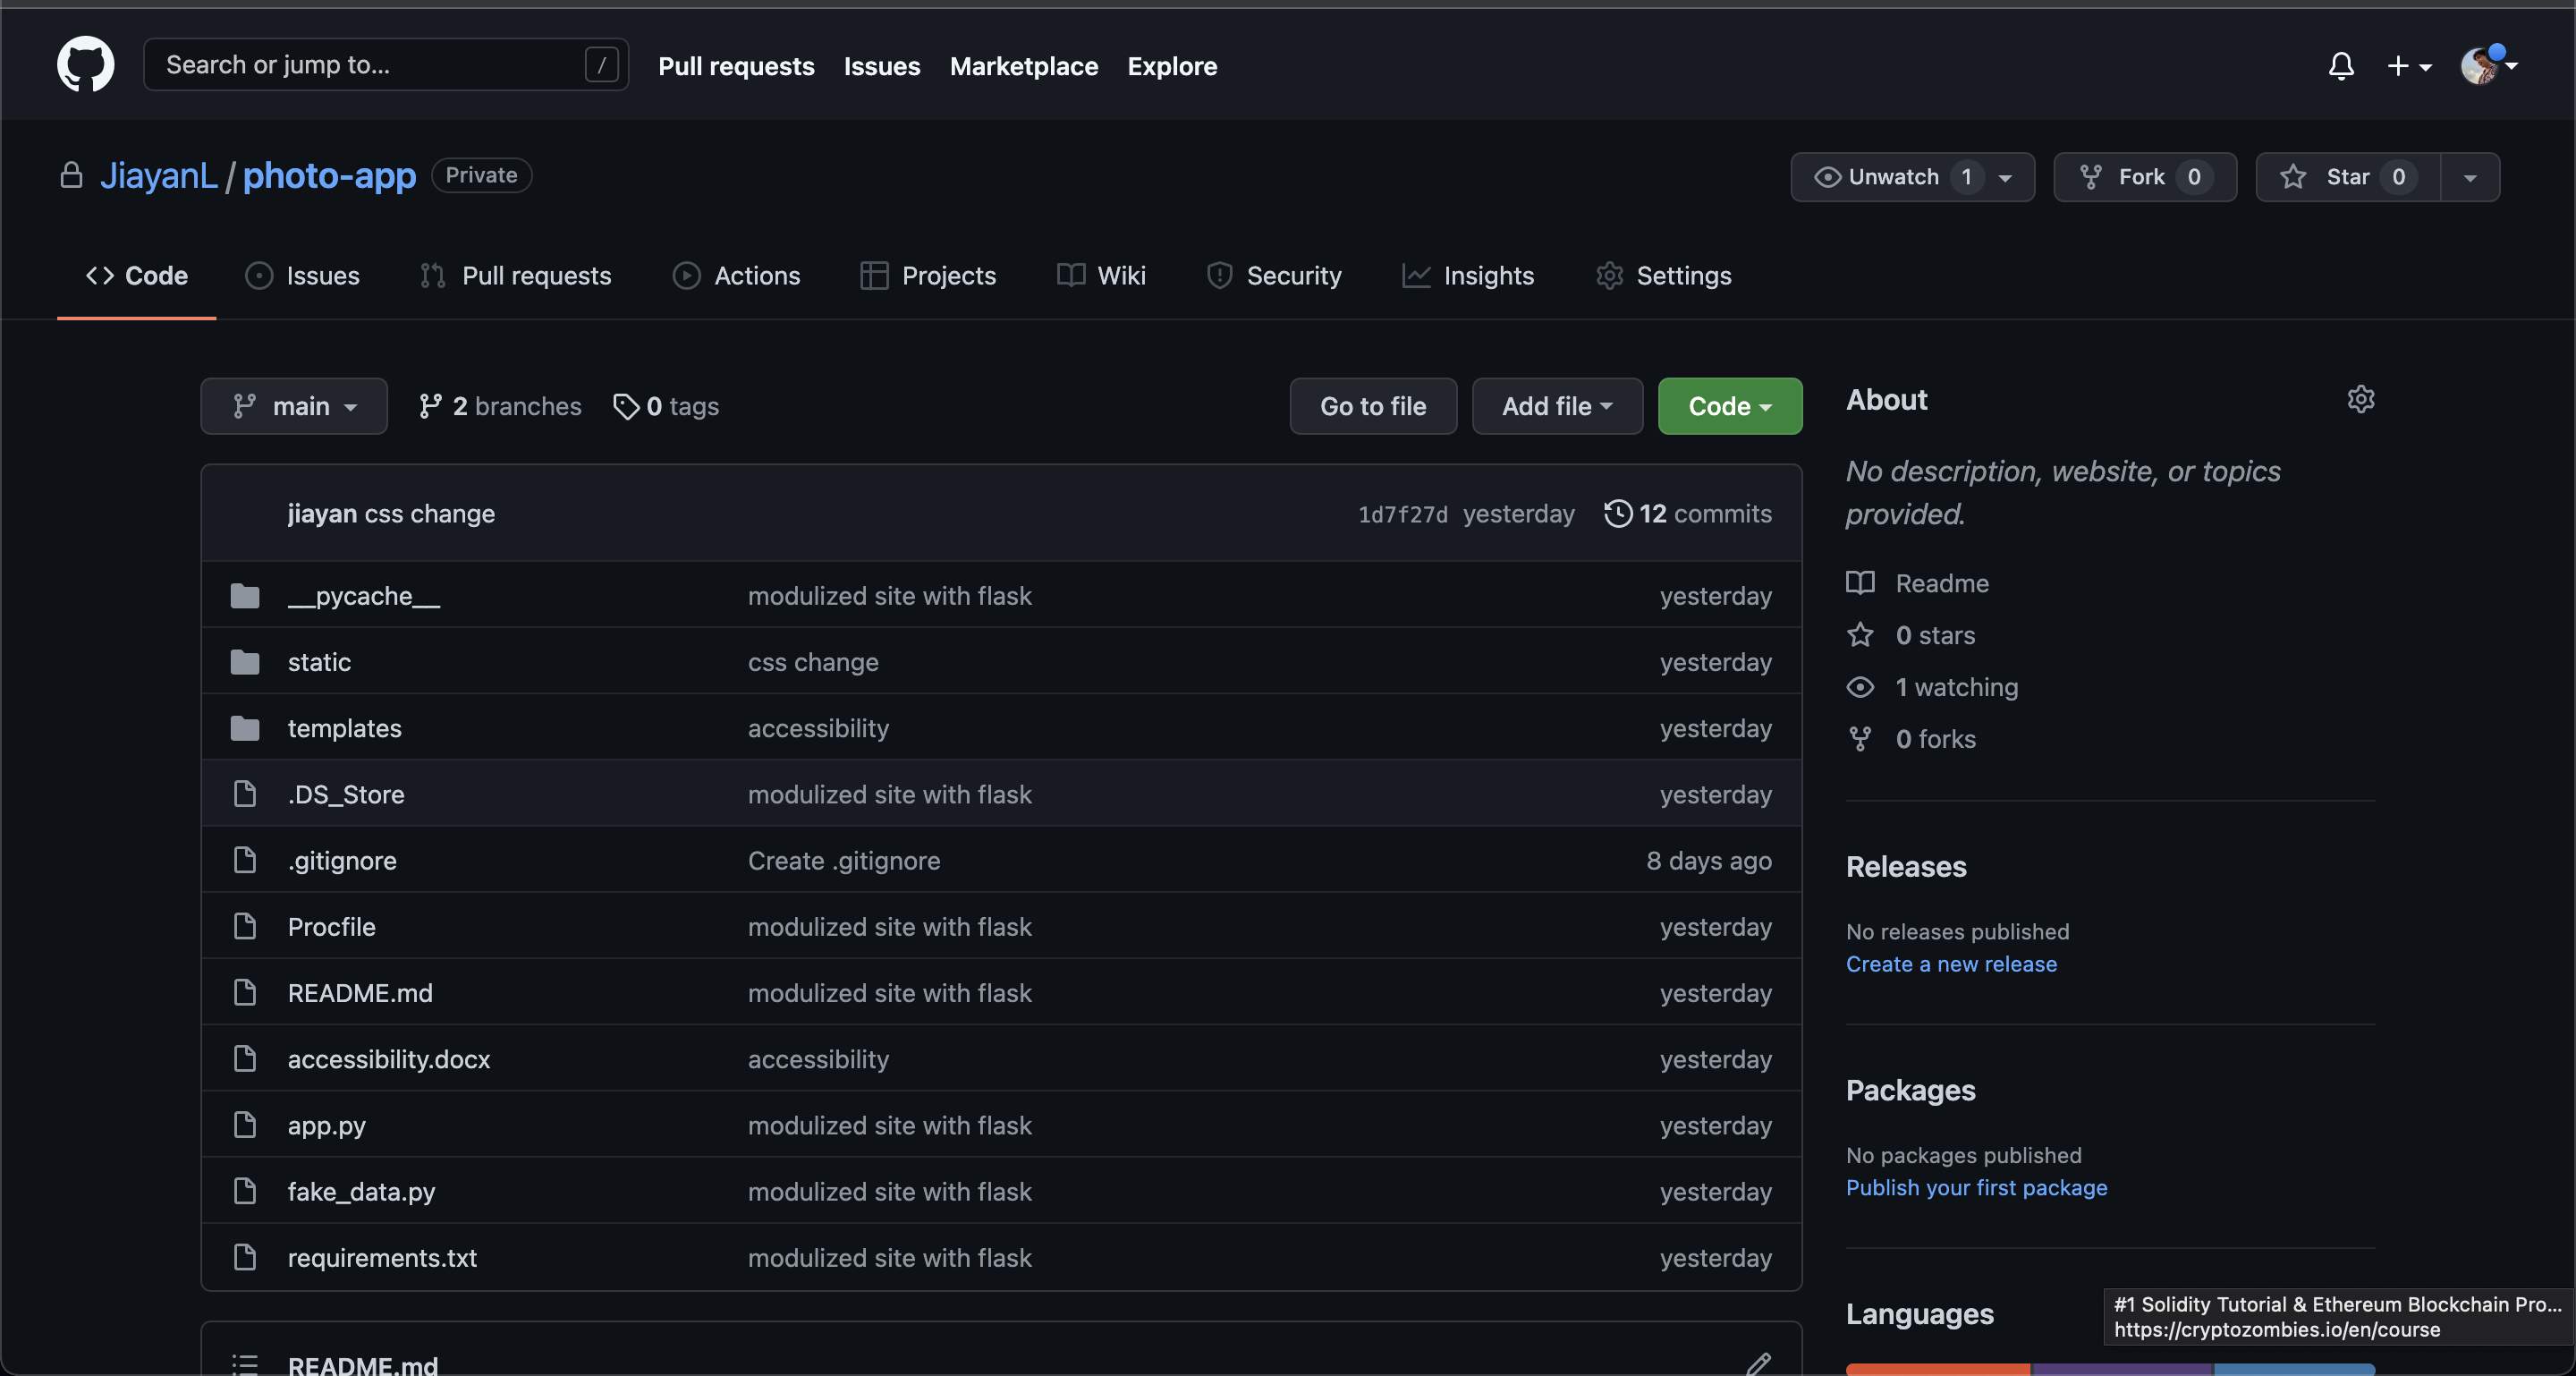 Search or jump to... / Pull requests Issues Marketplace Explore
JiayanL / photo-app Private Unwatch 1 Fork 0 Star 0
Code Issues Pull requests Actions Projects Wiki Security Insights Settings
main 2 branches 0 tags Go to file Add file Code
jiayan css change 1d7f27d yesterday 12 commits
__pycache__ modulized site with flask yesterday
static css change yesterday
templates accessibility yesterday
.DS_Store modulized site with flask yesterday
.gitignore Create .gitignore 8 days ago
Procfile modulized site with flask yesterday
README.md modulized site with flask yesterday
accessibility.docx accessibility yesterday
app.py modulized site with flask yesterday
fake_data.py modulized site with flask yesterday
requirements.txt modulized site with flask yesterday
README.md
About
No description, website, or topics
provided.
Readme
0 stars
1 watching
0 forks
Releases
No releases published
Create a new release
Packages
No packages published
Publish your first package
Languages
#1 Solidity Tutorial & Ethereum Blockchain Pro...
https://cryptozombies.io/en/course